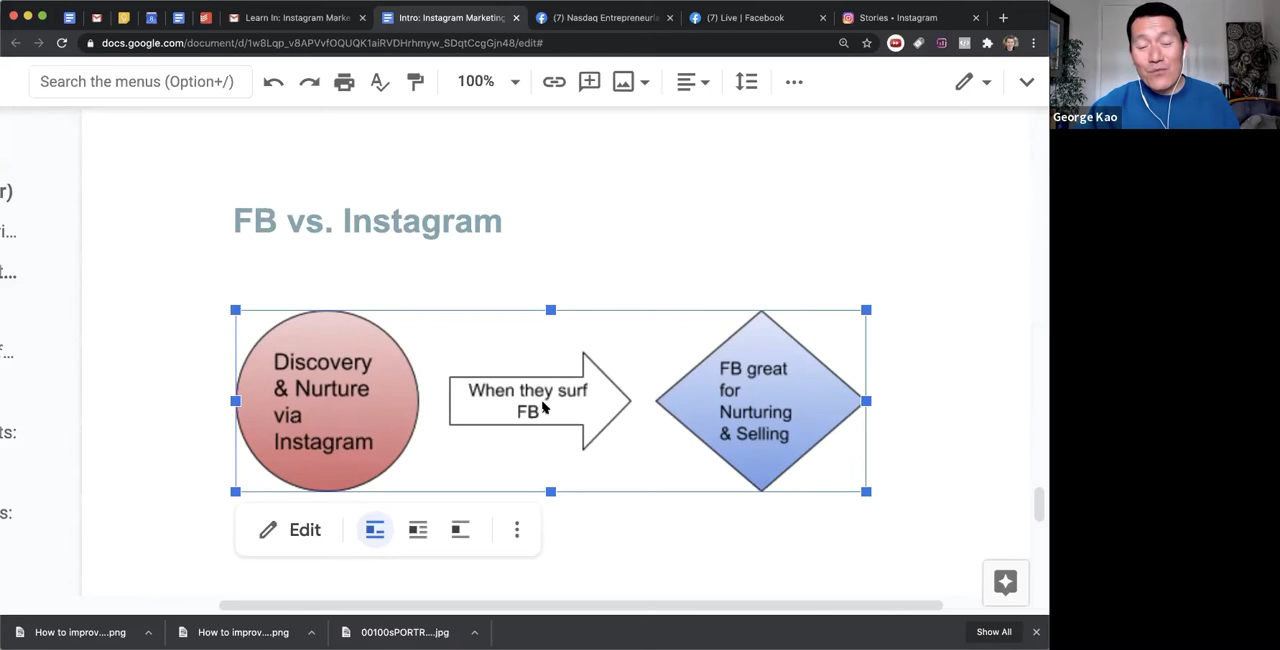 Learn In: Instagram Marke
Intro: Instagram Marketing
(7) Nasdaq Entrepreneuria
(7) Live | Facebook
Stories • Instagram
docs.google.com/document/d/1w8Lqp_v8APVvfOQUQK1aiRVDHrhmyw_SDqtCcgGjn48/edit#
Search the menus (Option+/)
100%
George Kao
r)
FB vs. Instagram
i...
t...
Discovery
& Nurture
via
Instagram
When they surf
FB
FB great
for
Nurturing
& Selling
f...
ts:
s:
Edit
How to improv....png
How to improv....png
00100sPORTR....jpg
Show All